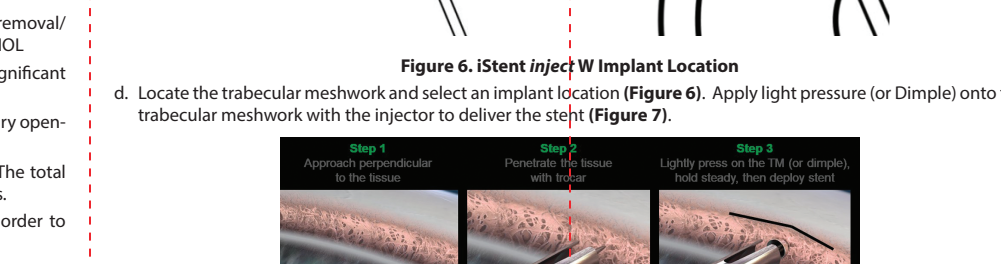 removal/
gnificant
ry open-
The total
s.
order to
Figure 6. iStent inject W Implant Location
d. Locate the trabecular meshwork and select an implant location (Figure 6). Apply light pressure (or Dimple) onto
trabecular meshwork with the injector to deliver the stent (Figure 7).
Step 1
Approach perpendicular
to the tissue
Step 2
Penetrate the tissue
with trocar
Step 3
Lightly press on the TM (or dimple),
hold steady, then deploy stent